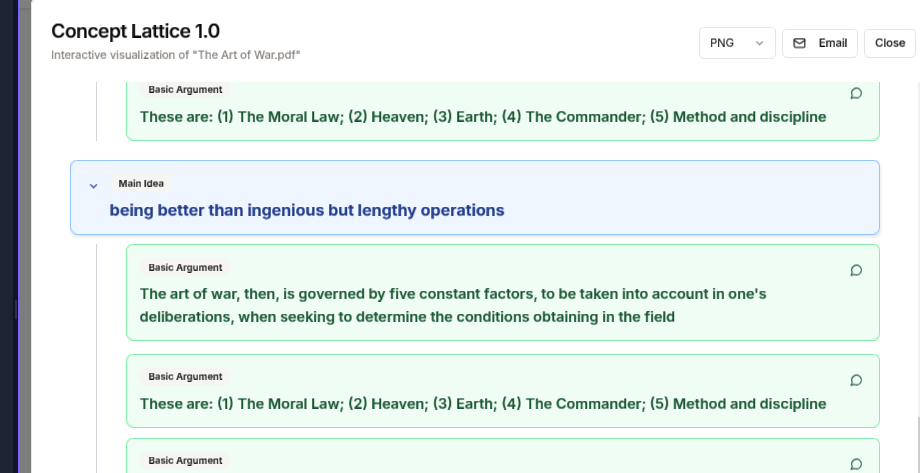 Concept Lattice 1.0
Interactive visualization of "The Art of War.pdf"
PNG
Email
Close
Basic Argument
These are: (1) The Moral Law; (2) Heaven; (3) Earth; (4) The Commander; (5) Method and discipline
Main Idea
being better than ingenious but lengthy operations
Basic Argument
The art of war, then, is governed by five constant factors, to be taken into account in one's
deliberations, when seeking to determine the conditions obtaining in the field
Basic Argument
These are: (1) The Moral Law; (2) Heaven; (3) Earth; (4) The Commander; (5) Method and discipline
Basic Argument